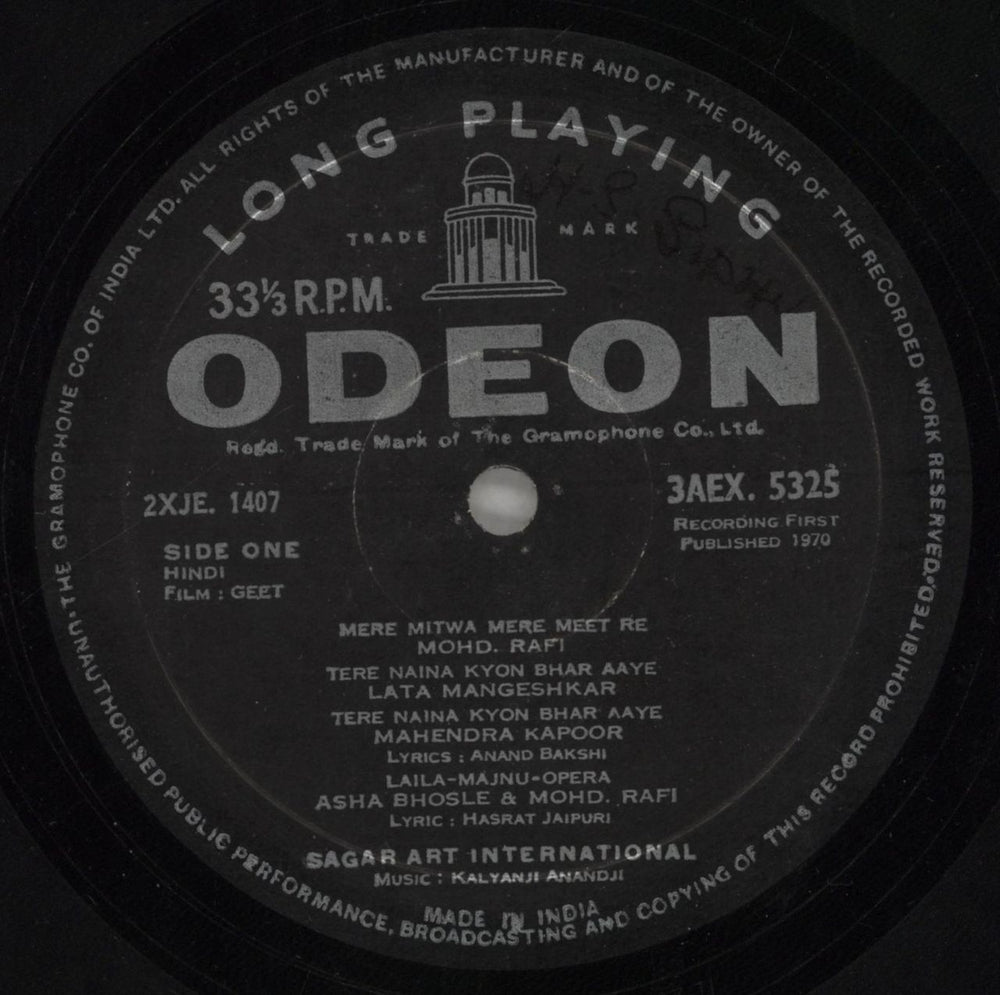 THE GRAMOPHONE CO. OF INDIA LTD. ALL RIGHTS OF THE MANUFACTURER AND OF THE OWNER OF THE RECORDED WORK RESERVED.
LONG PLAYING
TRADE MARK
33⅓ R.P.M.
ODEON
Regd. Trade Mark of The Gramophone Co., Ltd.
2XJE. 1407
3AEX. 5325
RECORDING FIRST
PUBLISHED 1970
SIDE ONE
HINDI
FILM : GEET
MERE MITWA MERE MEET RE
MOHD. RAFI
TERE NAINA KYON BHAR AAYE
LATA MANGESHKAR
TERE NAINA KYON BHAR AAYE
MAHENDRA KAPOOR
LYRICS : ANAND BAKSHI
LAILA-MAJNU-OPERA
ASHA BHOSLE & MOHD. RAFI
LYRIC : HASRAT JAIPURI
SAGAR ART INTERNATIONAL
MUSIC : KALYANJI ANANDJI
MADE IN INDIA
UNAUTHORISED PUBLIC PERFORMANCE, BROADCASTING AND COPYING OF THIS RECORD PROHIBITED.